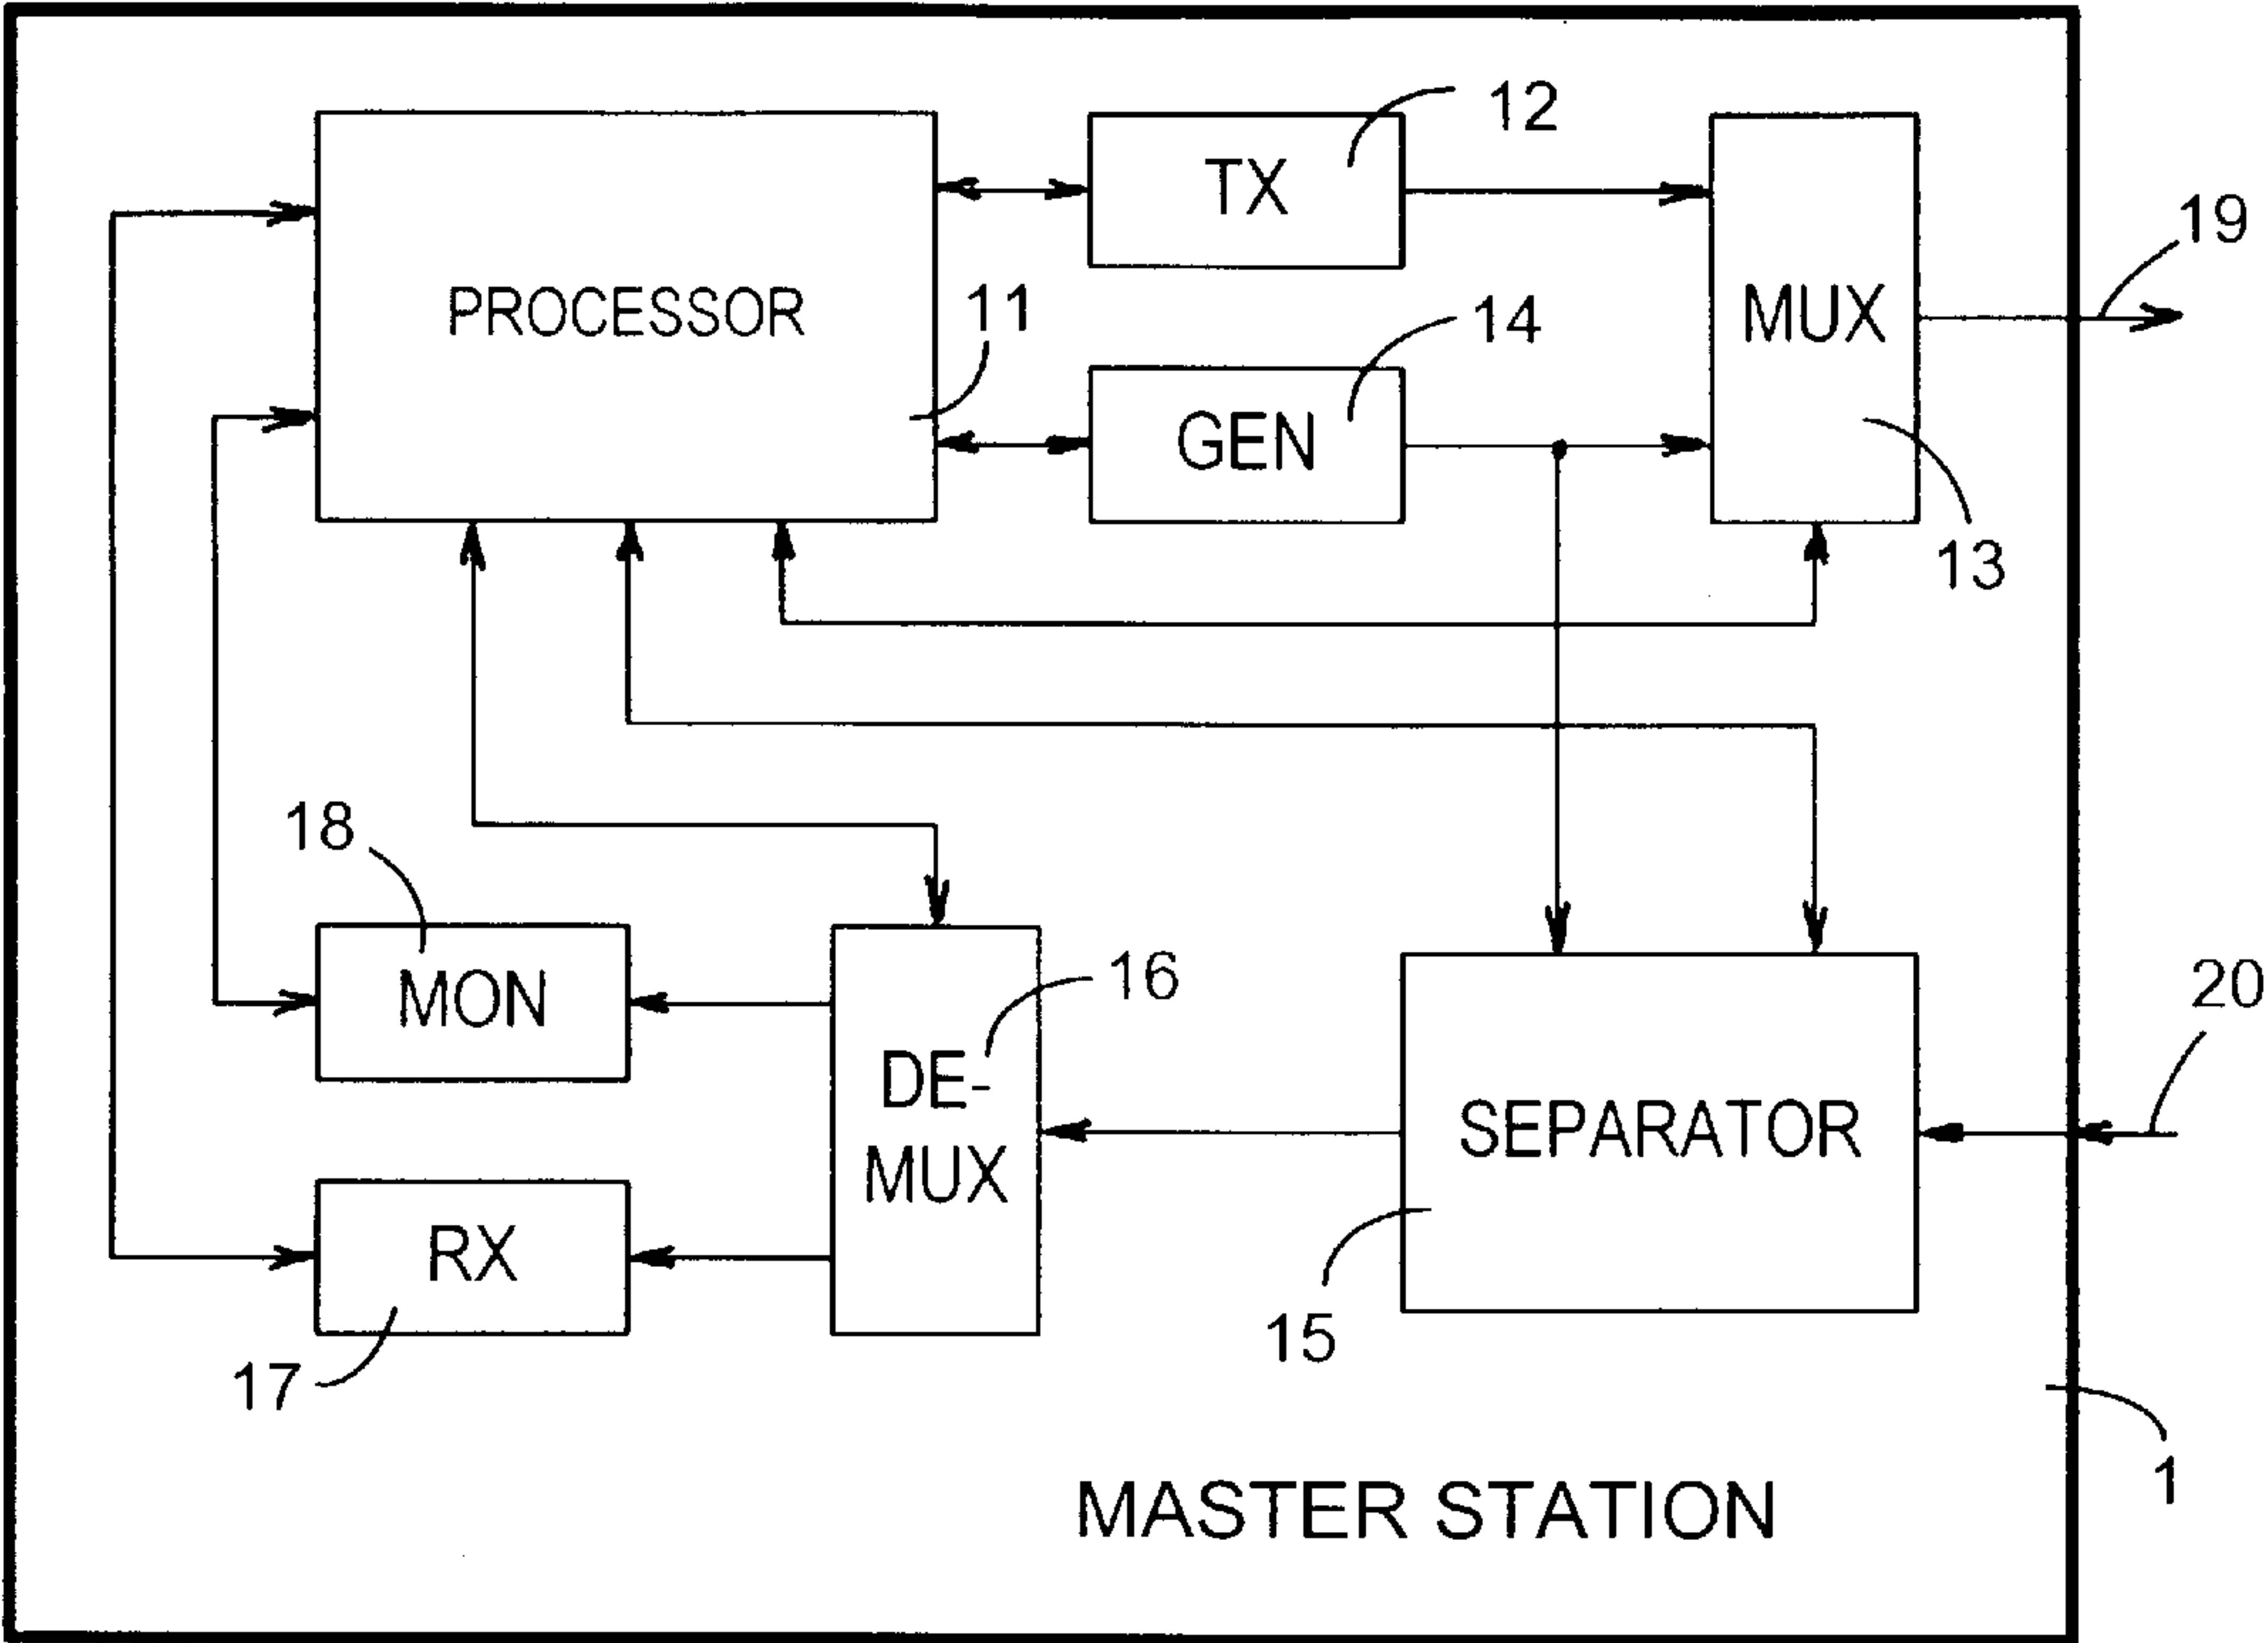 12
TX
19
PROCESSOR
11
14
MUX
GEN
13
18
MON
16
20
DE-
MUX
SEPARATOR
RX
15
17
1
MASTER STATION